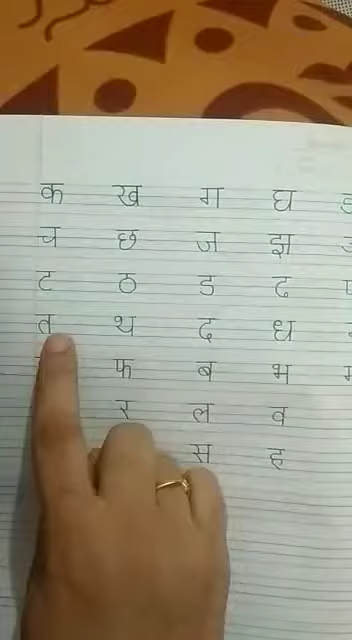 क ख ग घ
च छ ज झ
ट ठ ड ढ
त थ द ध
फ ब भ
र ल व
स ह